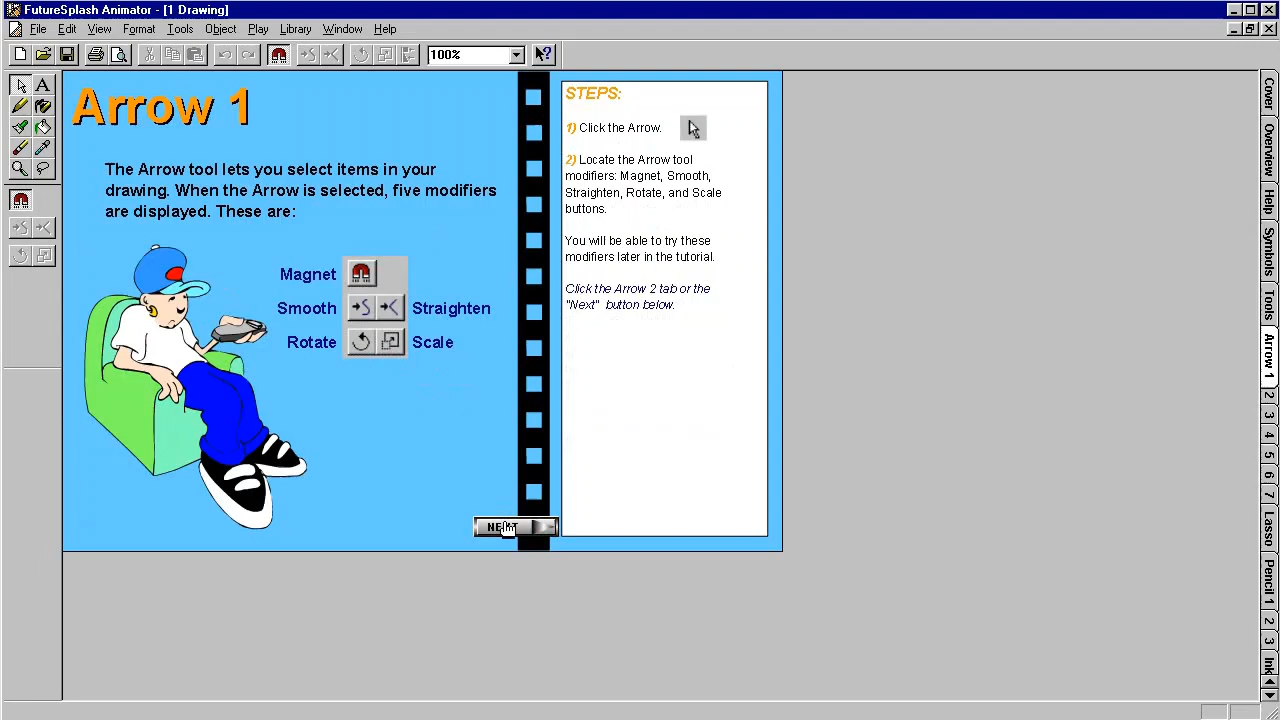 FutureSplash Animator - [1 Drawing]
File Edit View Format Tools Object Play Library Window Help
100%
Arrow 1
The Arrow tool lets you select items in your
drawing. When the Arrow is selected, five modifiers
are displayed. These are:
Magnet
Smooth Straighten
Rotate Scale
NEXT
STEPS:
1) Click the Arrow.
2) Locate the Arrow tool
modifiers: Magnet, Smooth,
Straighten, Rotate, and Scale
buttons.
You will be able to try these
modifiers later in the tutorial.
Click the Arrow 2 tab or the
"Next" button below.
Cover
Overview
Help
Symbols
Tools
Arrow 1
2
3
4
5
6
7
Lasso
Pencil 1
2
3
Ink